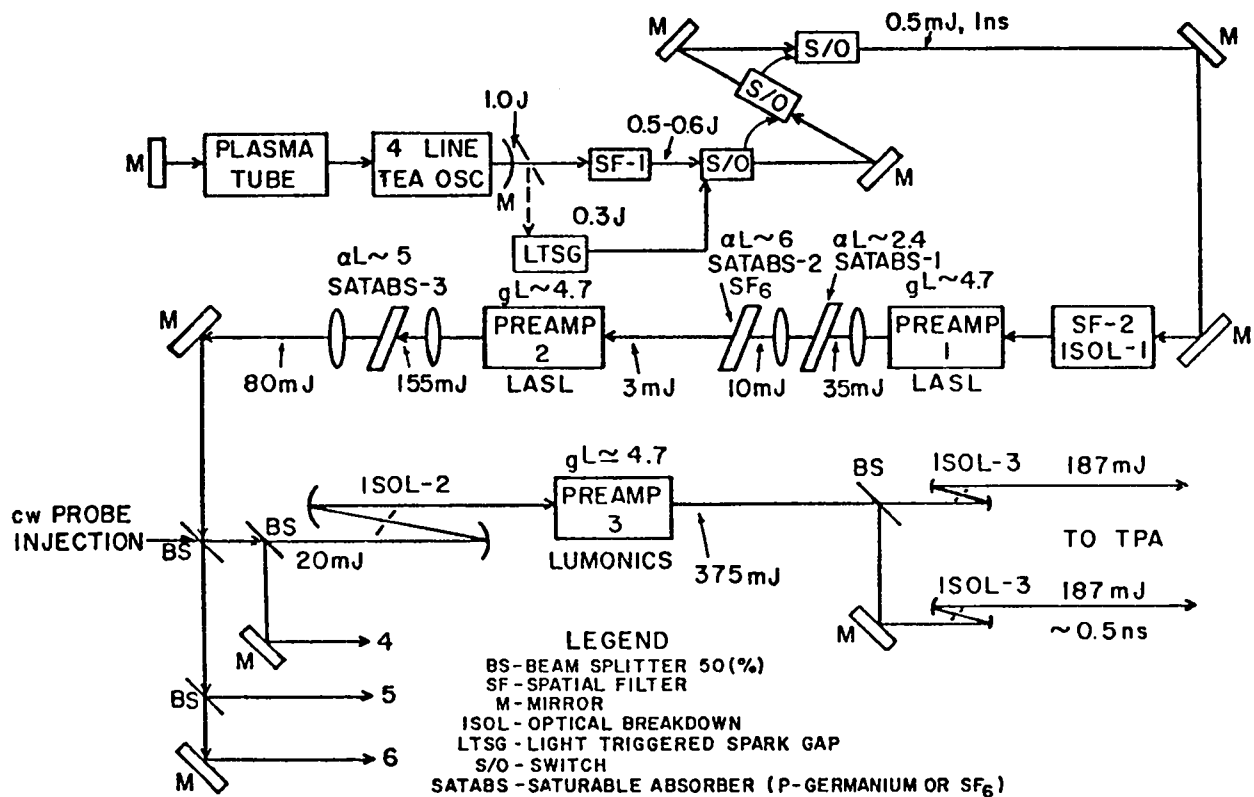 M
0.5mJ, 1ns
M
S/O
S/O
1.0J
0.5-0.6J
M
PLASMA
TUBE
4 LINE
TEA OSC
M
SF-1
S/O
M
0.3J
LTSG
αL~5
SATABS-3
gL~4.7
αL~6
SATABS-2
SF6
αL~2.4
SATABS-1
gL~4.7
M
PREAMP
2
LASL
PREAMP
1
LASL
SF-2
ISOL-1
M
80mJ
155mJ
3mJ
10mJ
35mJ
gL≃4.7
ISOL-2
PREAMP
3
LUMONICS
BS
ISOL-3
187mJ
cw PROBE
INJECTION
BS
BS
20mJ
375mJ
TO TPA
ISOL-3
187mJ
~0.5ns
M
M
4
BS
5
M
6
LEGEND
BS-BEAM SPLITTER 50(%)
SF-SPATIAL FILTER
M-MIRROR
ISOL-OPTICAL BREAKDOWN
LTSG-LIGHT TRIGGERED SPARK GAP
S/O-SWITCH
SATABS-SATURABLE ABSORBER (P-GERMANIUM OR SF6)